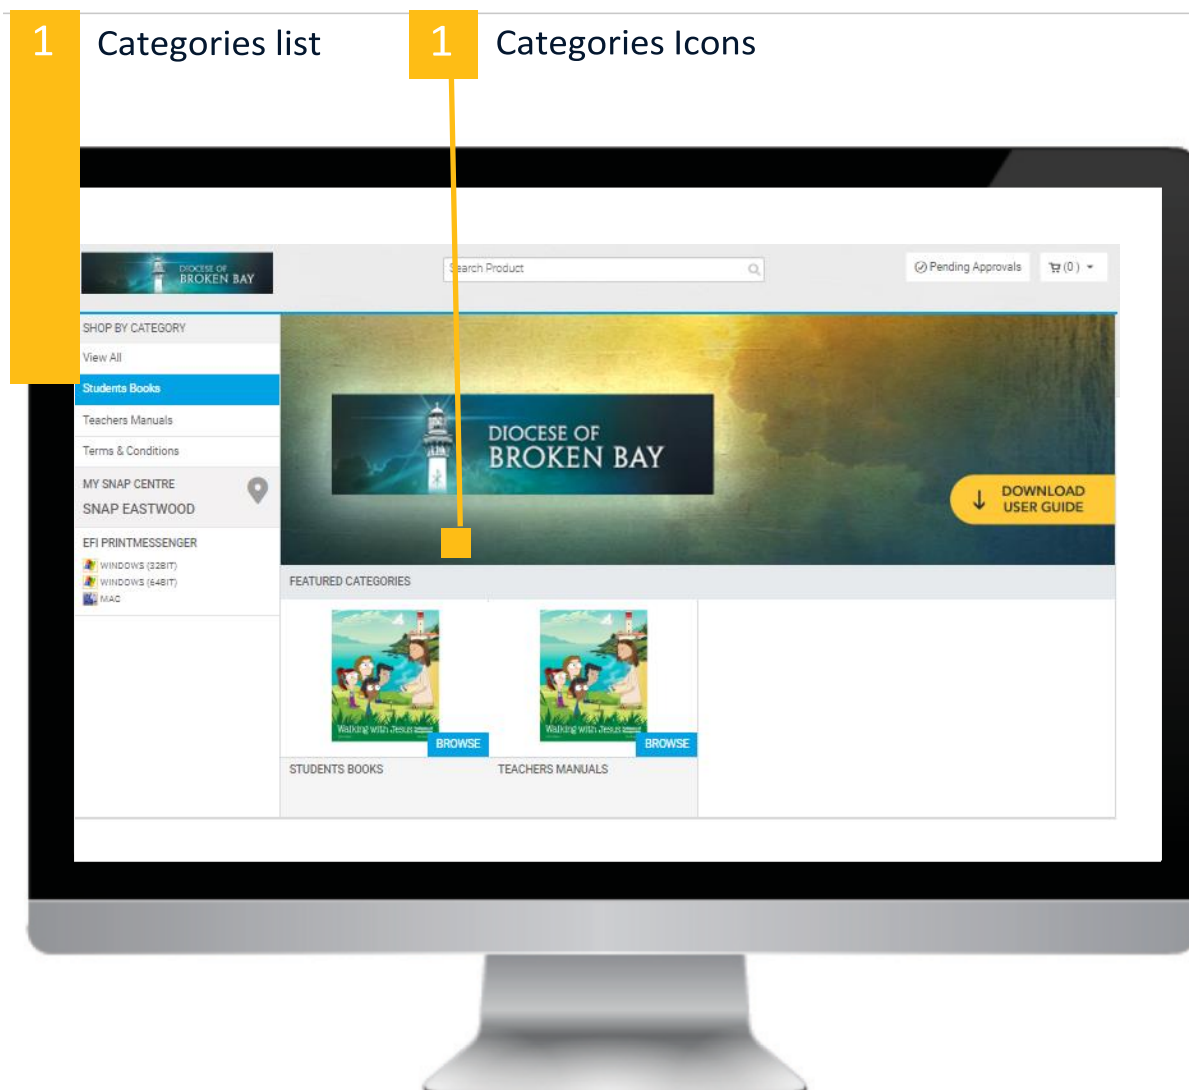 1 Categories list
1 Categories Icons
DIOCESE OF
BROKEN BAY
Search Product
Pending Approvals
(0)
SHOP BY CATEGORY
View All
Students Books
Teachers Manuals
Terms & Conditions
MY SNAP CENTRE
SNAP EASTWOOD
EFI PRINTMESSENGER
WINDOWS (32BIT)
WINDOWS (64BIT)
MAC
DIOCESE OF
BROKEN BAY
DOWNLOAD
USER GUIDE
FEATURED CATEGORIES
Walking with Jesus
BROWSE
STUDENTS BOOKS
Walking with Jesus
BROWSE
TEACHERS MANUALS